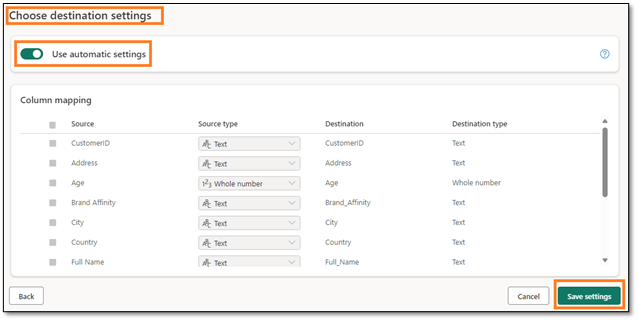 Choose destination settings
Use automatic settings
Column mapping
Source Source type Destination Destination type
CustomerID Text CustomerID Text
Address Text Address Text
Age 123 Whole number Age Whole number
Brand Affinity Text Brand_Affinity Text
City Text City Text
Country Text Country Text
Full Name Text Full_Name Text
Back Cancel Save settings